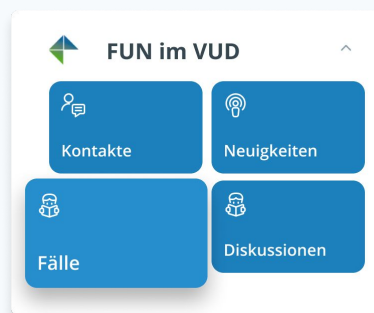 FUN im VUD
Kontakte
Neuigkeiten
Fälle
Diskussionen